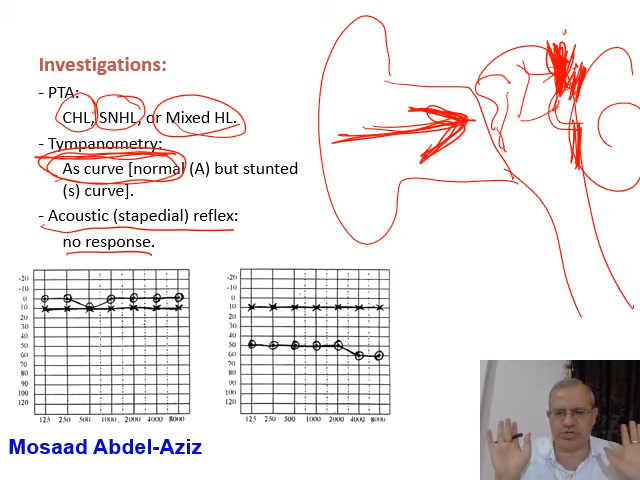 Investigations:
- PTA:
CHL, SNHL, or Mixed HL.
- Tympanometry:
As curve [normal (A) but stunted
(s) curve].
- Acoustic (stapedial) reflex:
no response.
-20 -20
-10 -10
0 0
10 10
20 20
30 30
40 40
50 50
60 60
70 70
80 80
90 90
100 100
110 110
120 120
125 250 500 1000 2000 4000 8000 125 250 500 1000 2000 4000 8000
Mosaad Abdel-Aziz